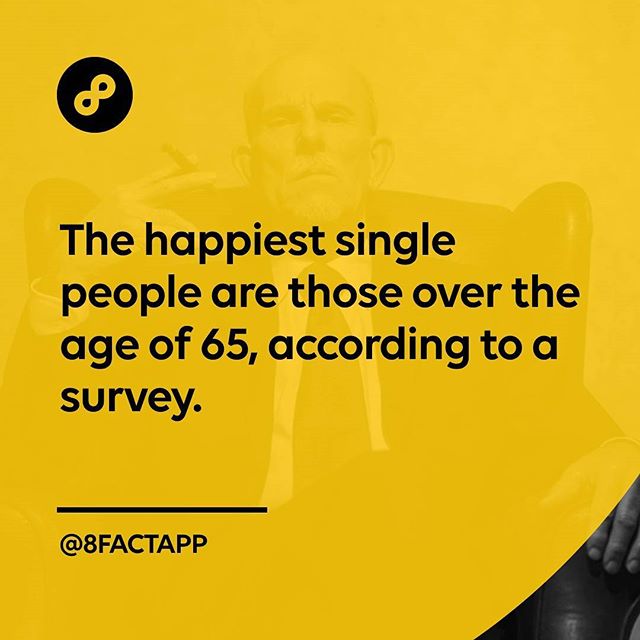 The happiest single
people are those over the
age of 65, according to a
survey.
@8FACTAPP